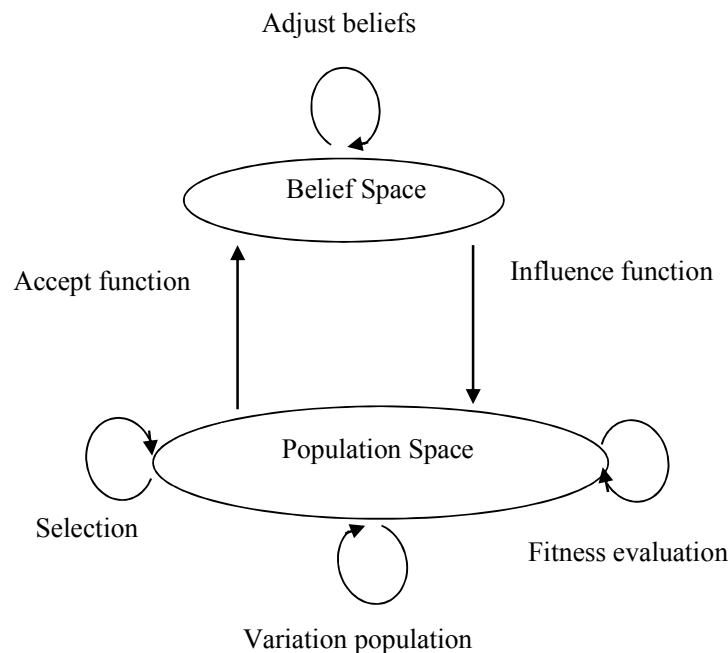 Adjust beliefs
Belief Space
Accept function
Influence function
Population Space
Selection
Fitness evaluation
Variation population